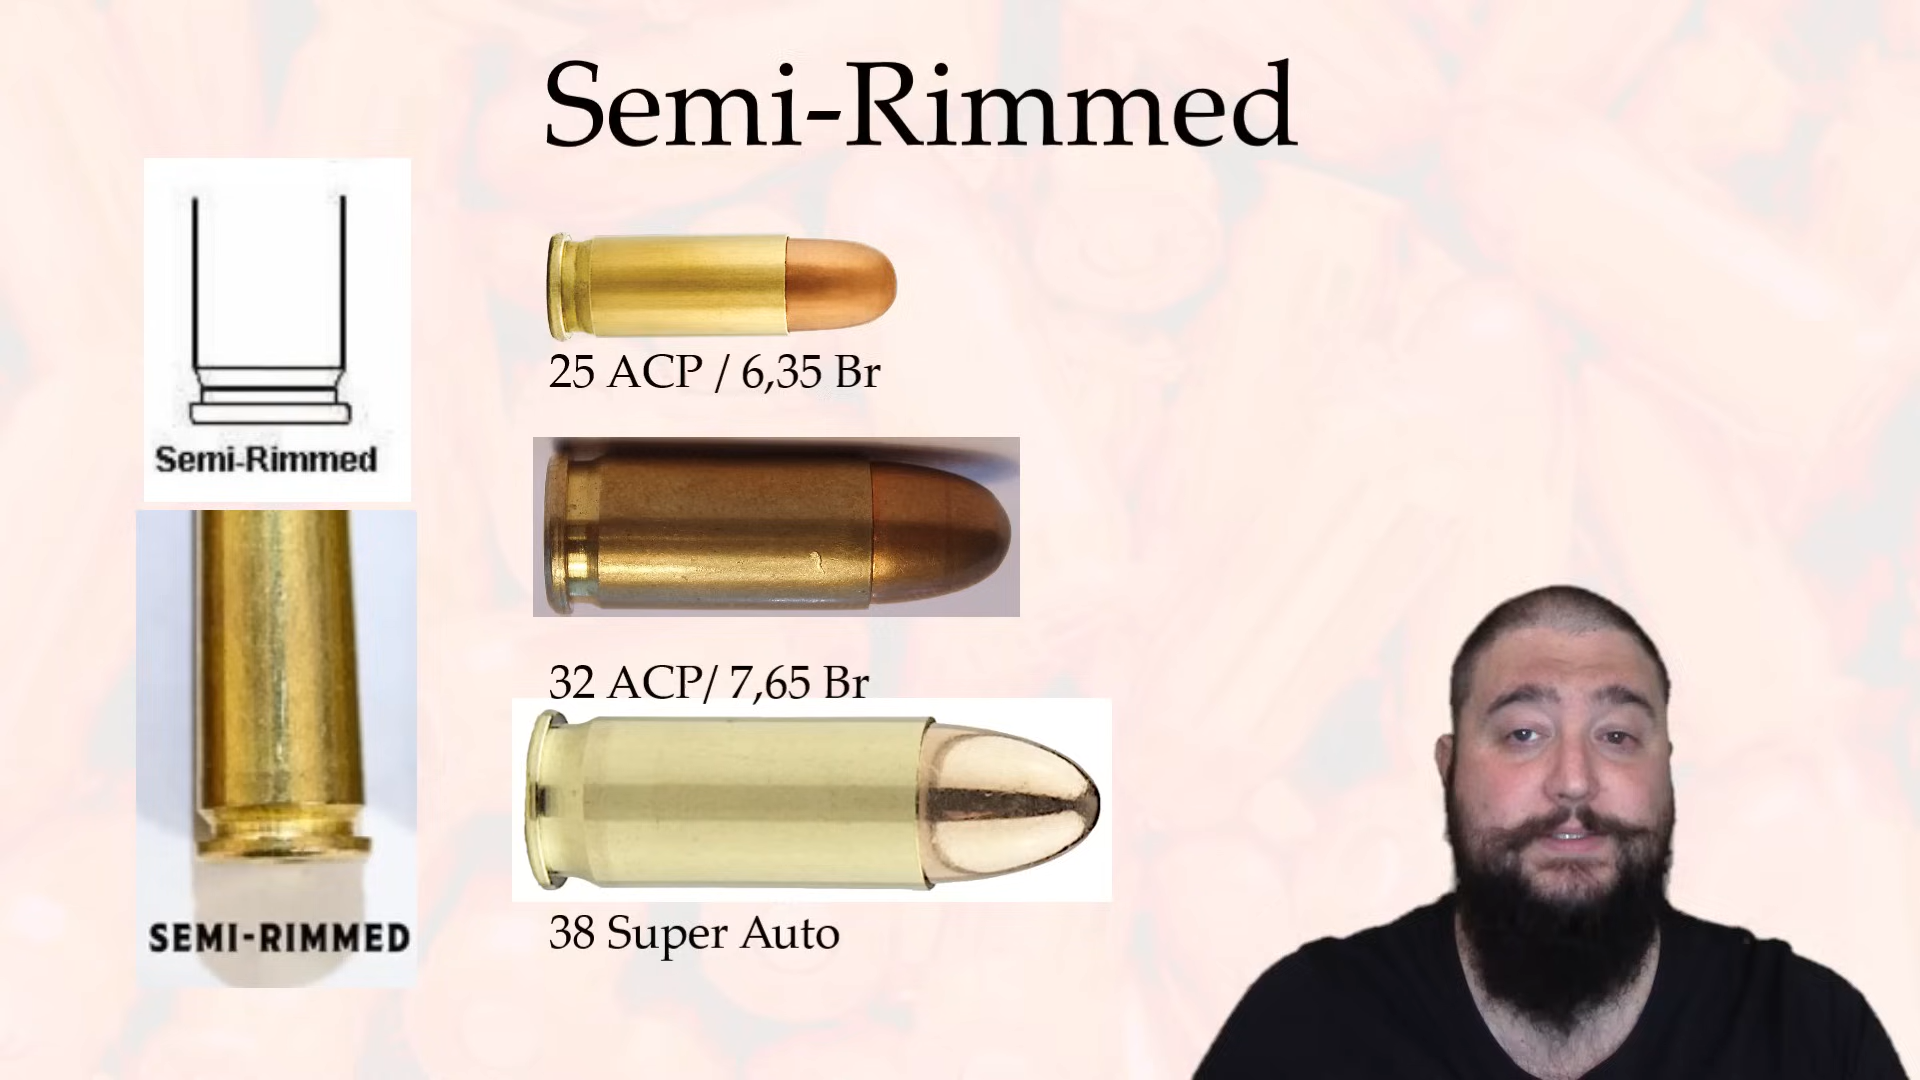 Semi-Rimmed
Semi-Rimmed
25 ACP / 6,35 Br
32 ACP/ 7,65 Br
SEMI-RIMMED
38 Super Auto